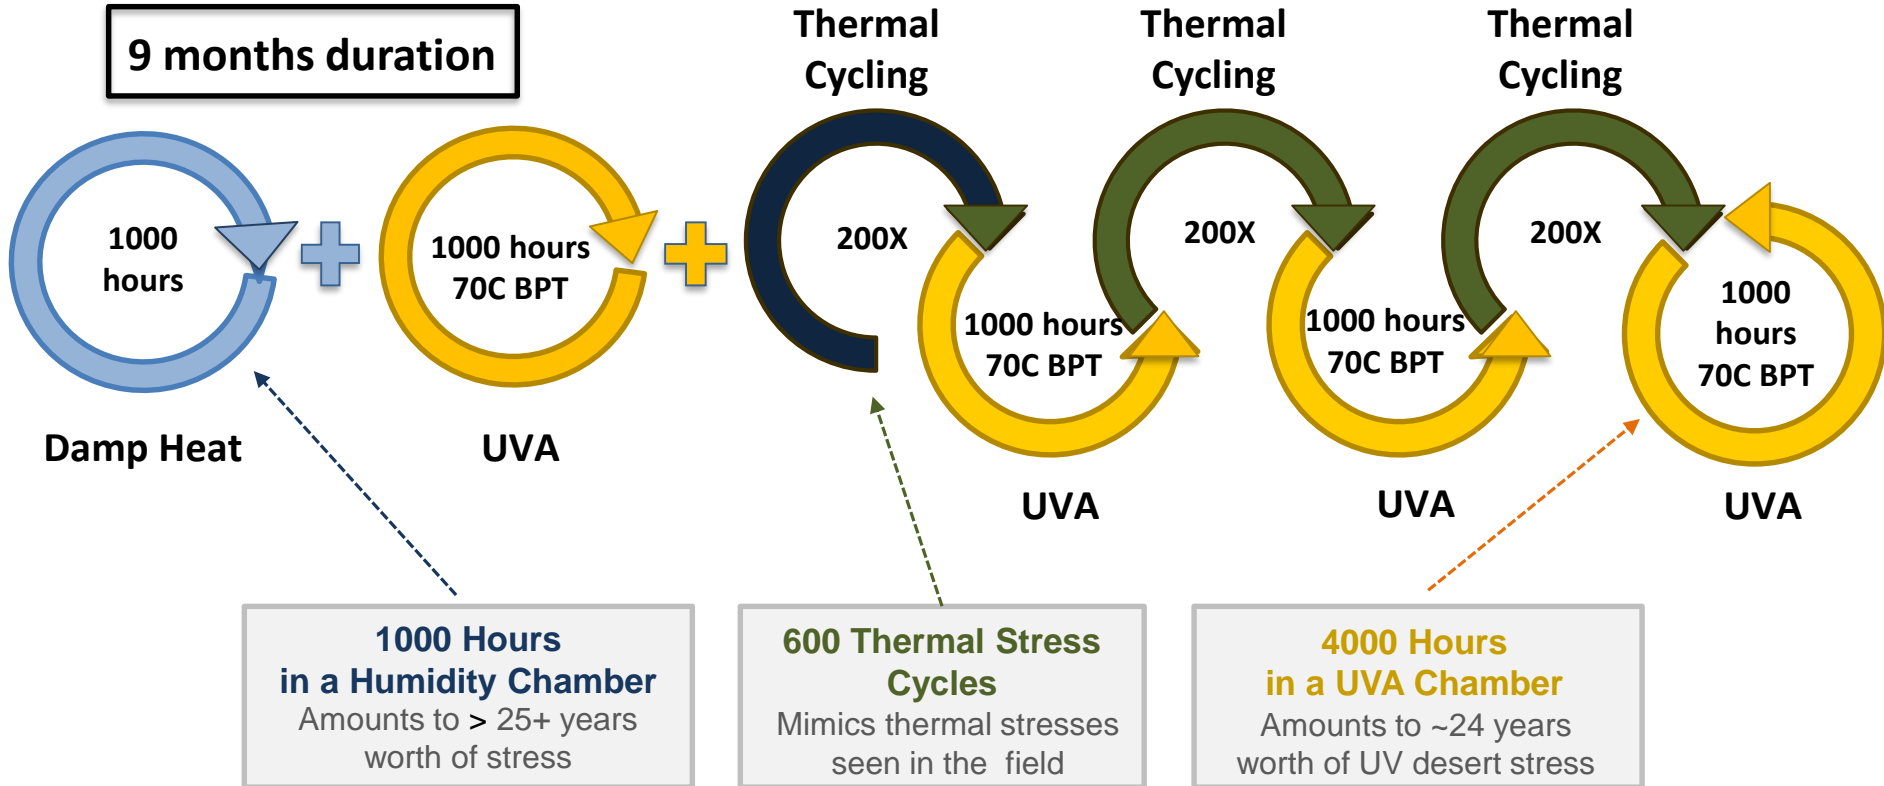 9 months duration
Thermal
Cycling
Thermal
Cycling
Thermal
Cycling
1000
hours
1000 hours
70C BPT
200X
1000 hours
70C BPT
200X
1000 hours
70C BPT
200X
1000
hours
70C BPT
Damp Heat
UVA
UVA
UVA
UVA
1000 Hours
in a Humidity Chamber
Amounts to > 25+ years
worth of stress
600 Thermal Stress
Cycles
Mimics thermal stresses
seen in the field
4000 Hours
in a UVA Chamber
Amounts to ~24 years
worth of UV desert stress